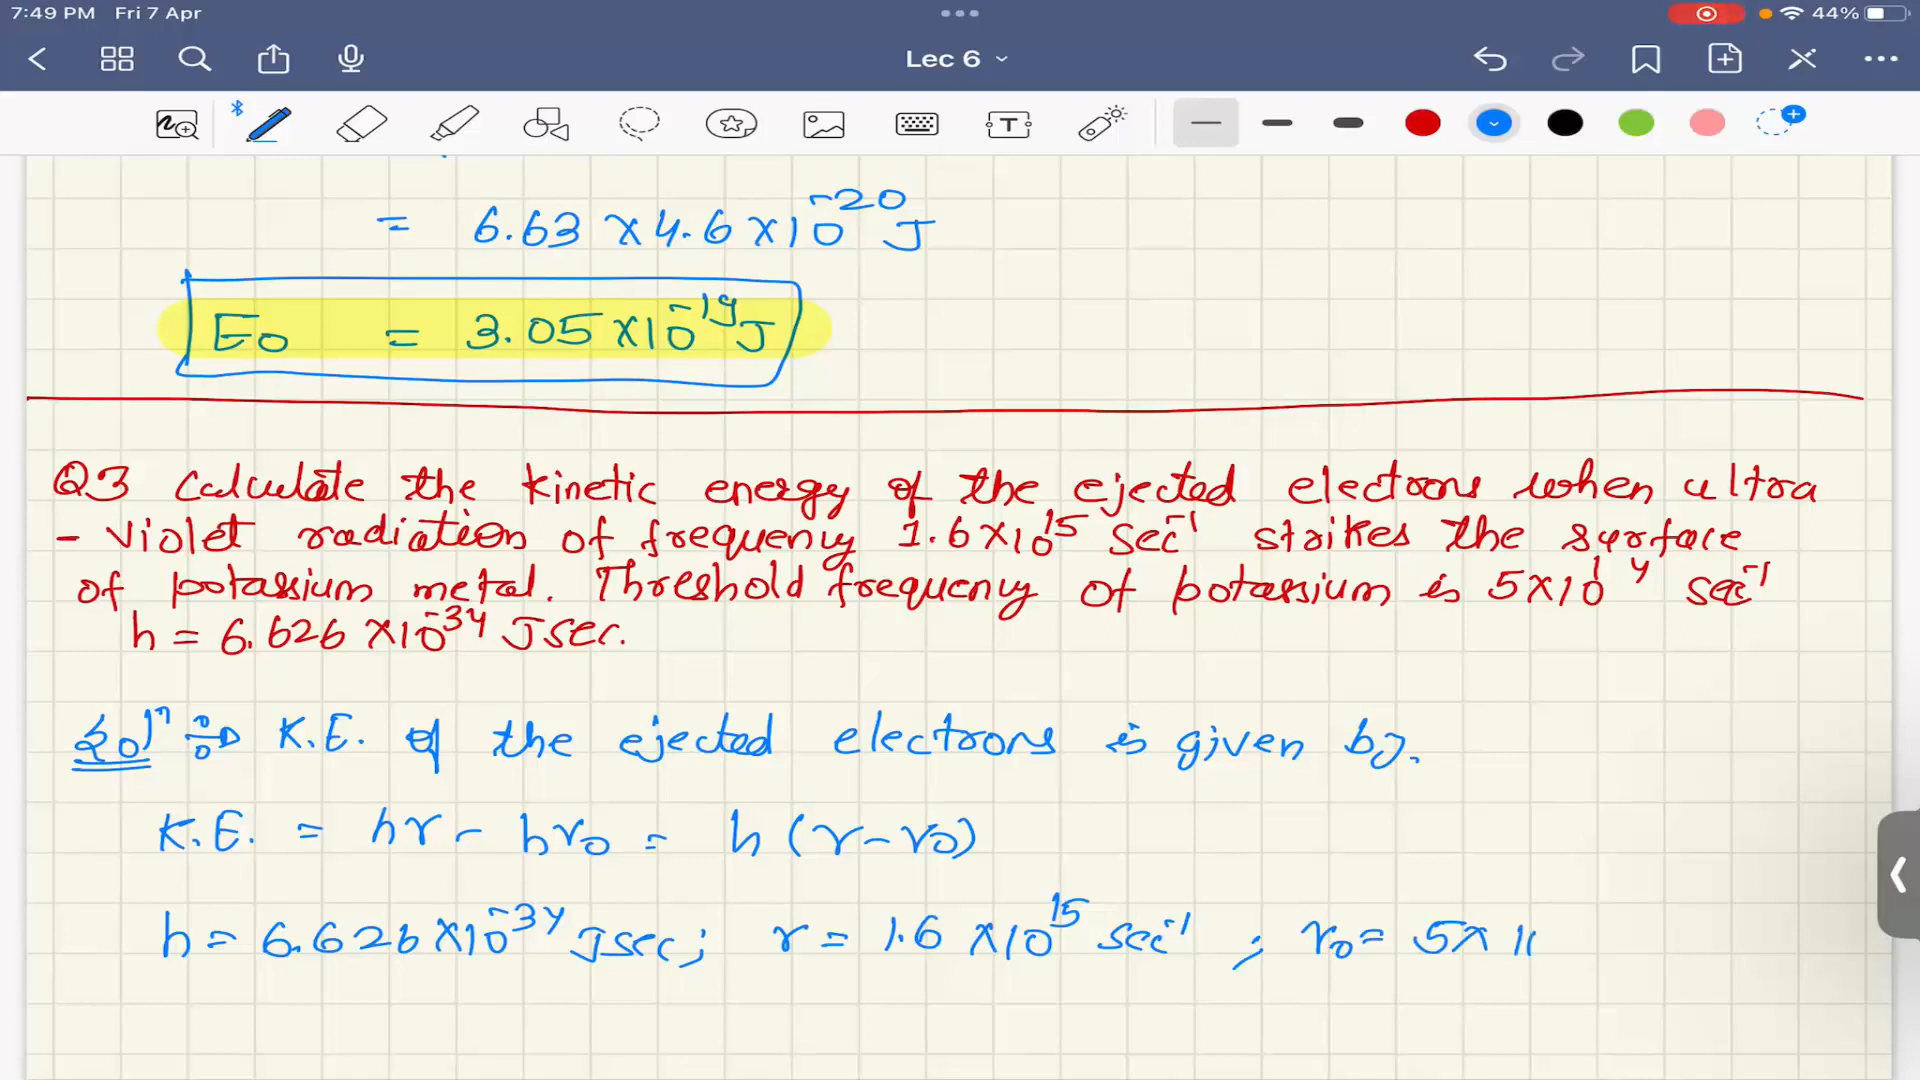 7:49 PM Fri 7 Apr
44%
Lec 6
= 6.63 × 4.6 × 10⁻²⁰ J
E₀ = 3.05 × 10⁻¹⁹ J
Q3 Calculate the kinetic energy of the ejected electrons when ultra
- violet radiation of frequency 1.6×10¹⁵ sec⁻¹ strikes the surface
of potassium metal. Threshold frequency of potassium is 5×10¹⁴ sec⁻¹
h = 6.626 ×10⁻³⁴ J sec.
Solⁿ ÷→ K.E. of the ejected electrons is given by.
K.E. = hν - hν₀ = h (ν-ν₀)
h = 6.626×10⁻³⁴ J sec; ν = 1.6 ×10¹⁵ sec⁻¹ ; ν₀ = 5× 1